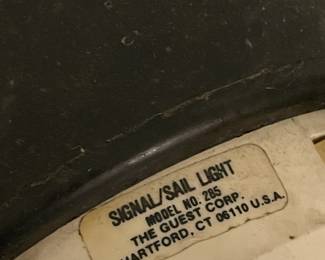 SIGNAL/SAIL LIGHT
MODEL NO. 285
THE GUEST CORP.
HARTFORD, CT 06110 U.S.A.